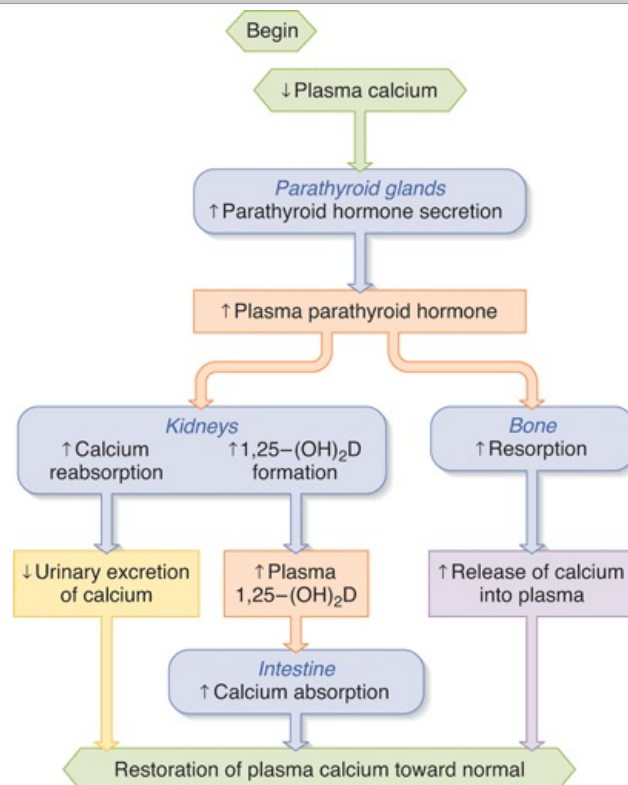 Begin
↓Plasma calcium
Parathyroid glands
↑Parathyroid hormone secretion
↑Plasma parathyroid hormone
Kidneys
↑Calcium
reabsorption
↑1,25–(OH)₂D
formation
Bone
↑Resorption
↓Urinary excretion
of calcium
↑Plasma
1,25–(OH)₂D
↑Release of calcium
into plasma
Intestine
↑Calcium absorption
Restoration of plasma calcium toward normal